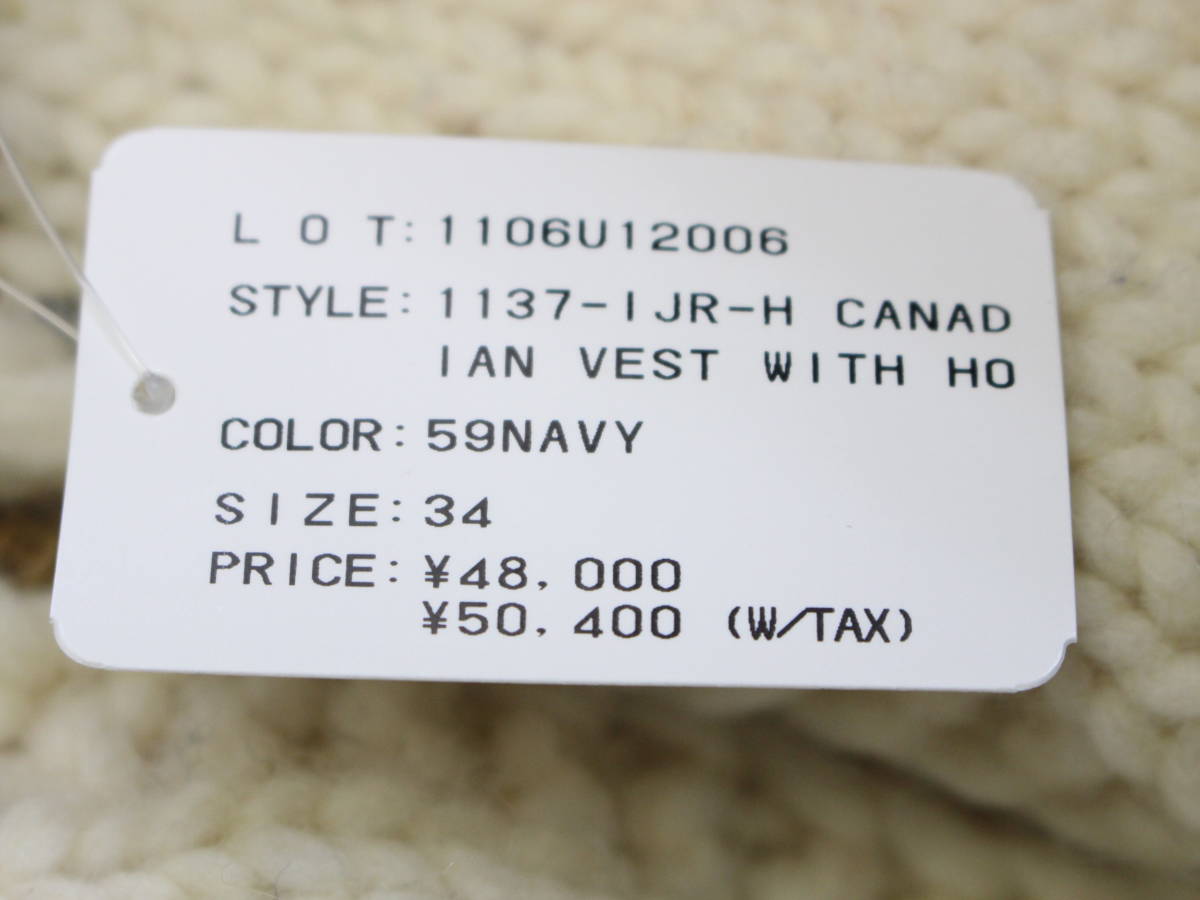 L O T: 1106U12006
STYLE: 1137-IJR-H CANAD
IAN VEST WITH HO
COLOR: 59NAVY
SIZE: 34
PRICE: ¥48,000
¥50,400 (W/TAX)